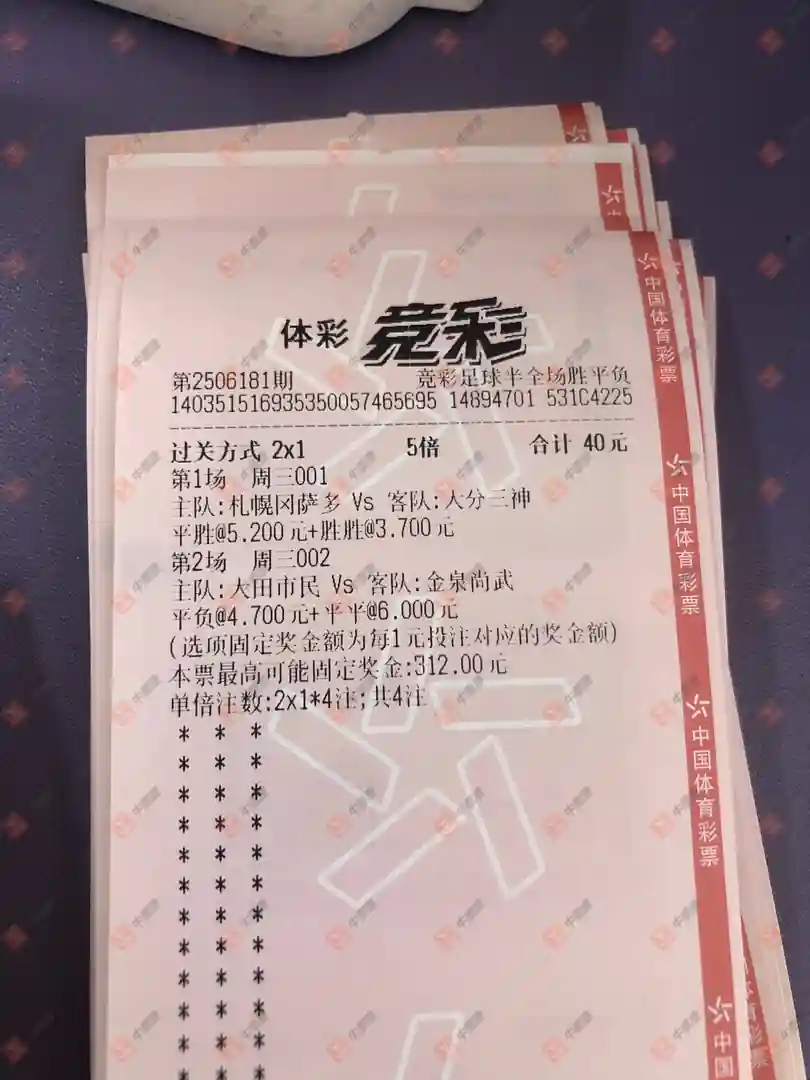 体彩 竞彩
第2506181期 竞彩足球半全场胜平负
140351516935350057465695 14894701 531C4225
过关方式 2x1 5倍 合计 40元
第1场 周三001
主队:札幌冈萨多 Vs 客队:大分三神
平胜@5.200元+胜胜@3.700元
第2场 周三002
主队:大田市民 Vs 客队:金泉尚武
平负@4.700元+平平@6.000元
(选项固定奖金额为每1元投注对应的奖金额)
本票最高可能固定奖金:312.00元
单倍注数:2x1*4注;共4注
* * *
* * *
* * *
* * *
* * *
* * *
* * *
* * *
* * *
* * *
* * *
* * *
中国体育彩票
中国体育彩票
中国体育彩票
中国